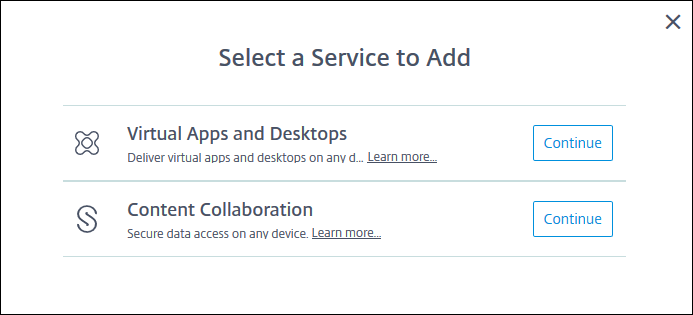 Select a Service to Add
Virtual Apps and Desktops
Deliver virtual apps and desktops on any d... Learn more...
Continue
Content Collaboration
Secure data access on any device. Learn more...
Continue